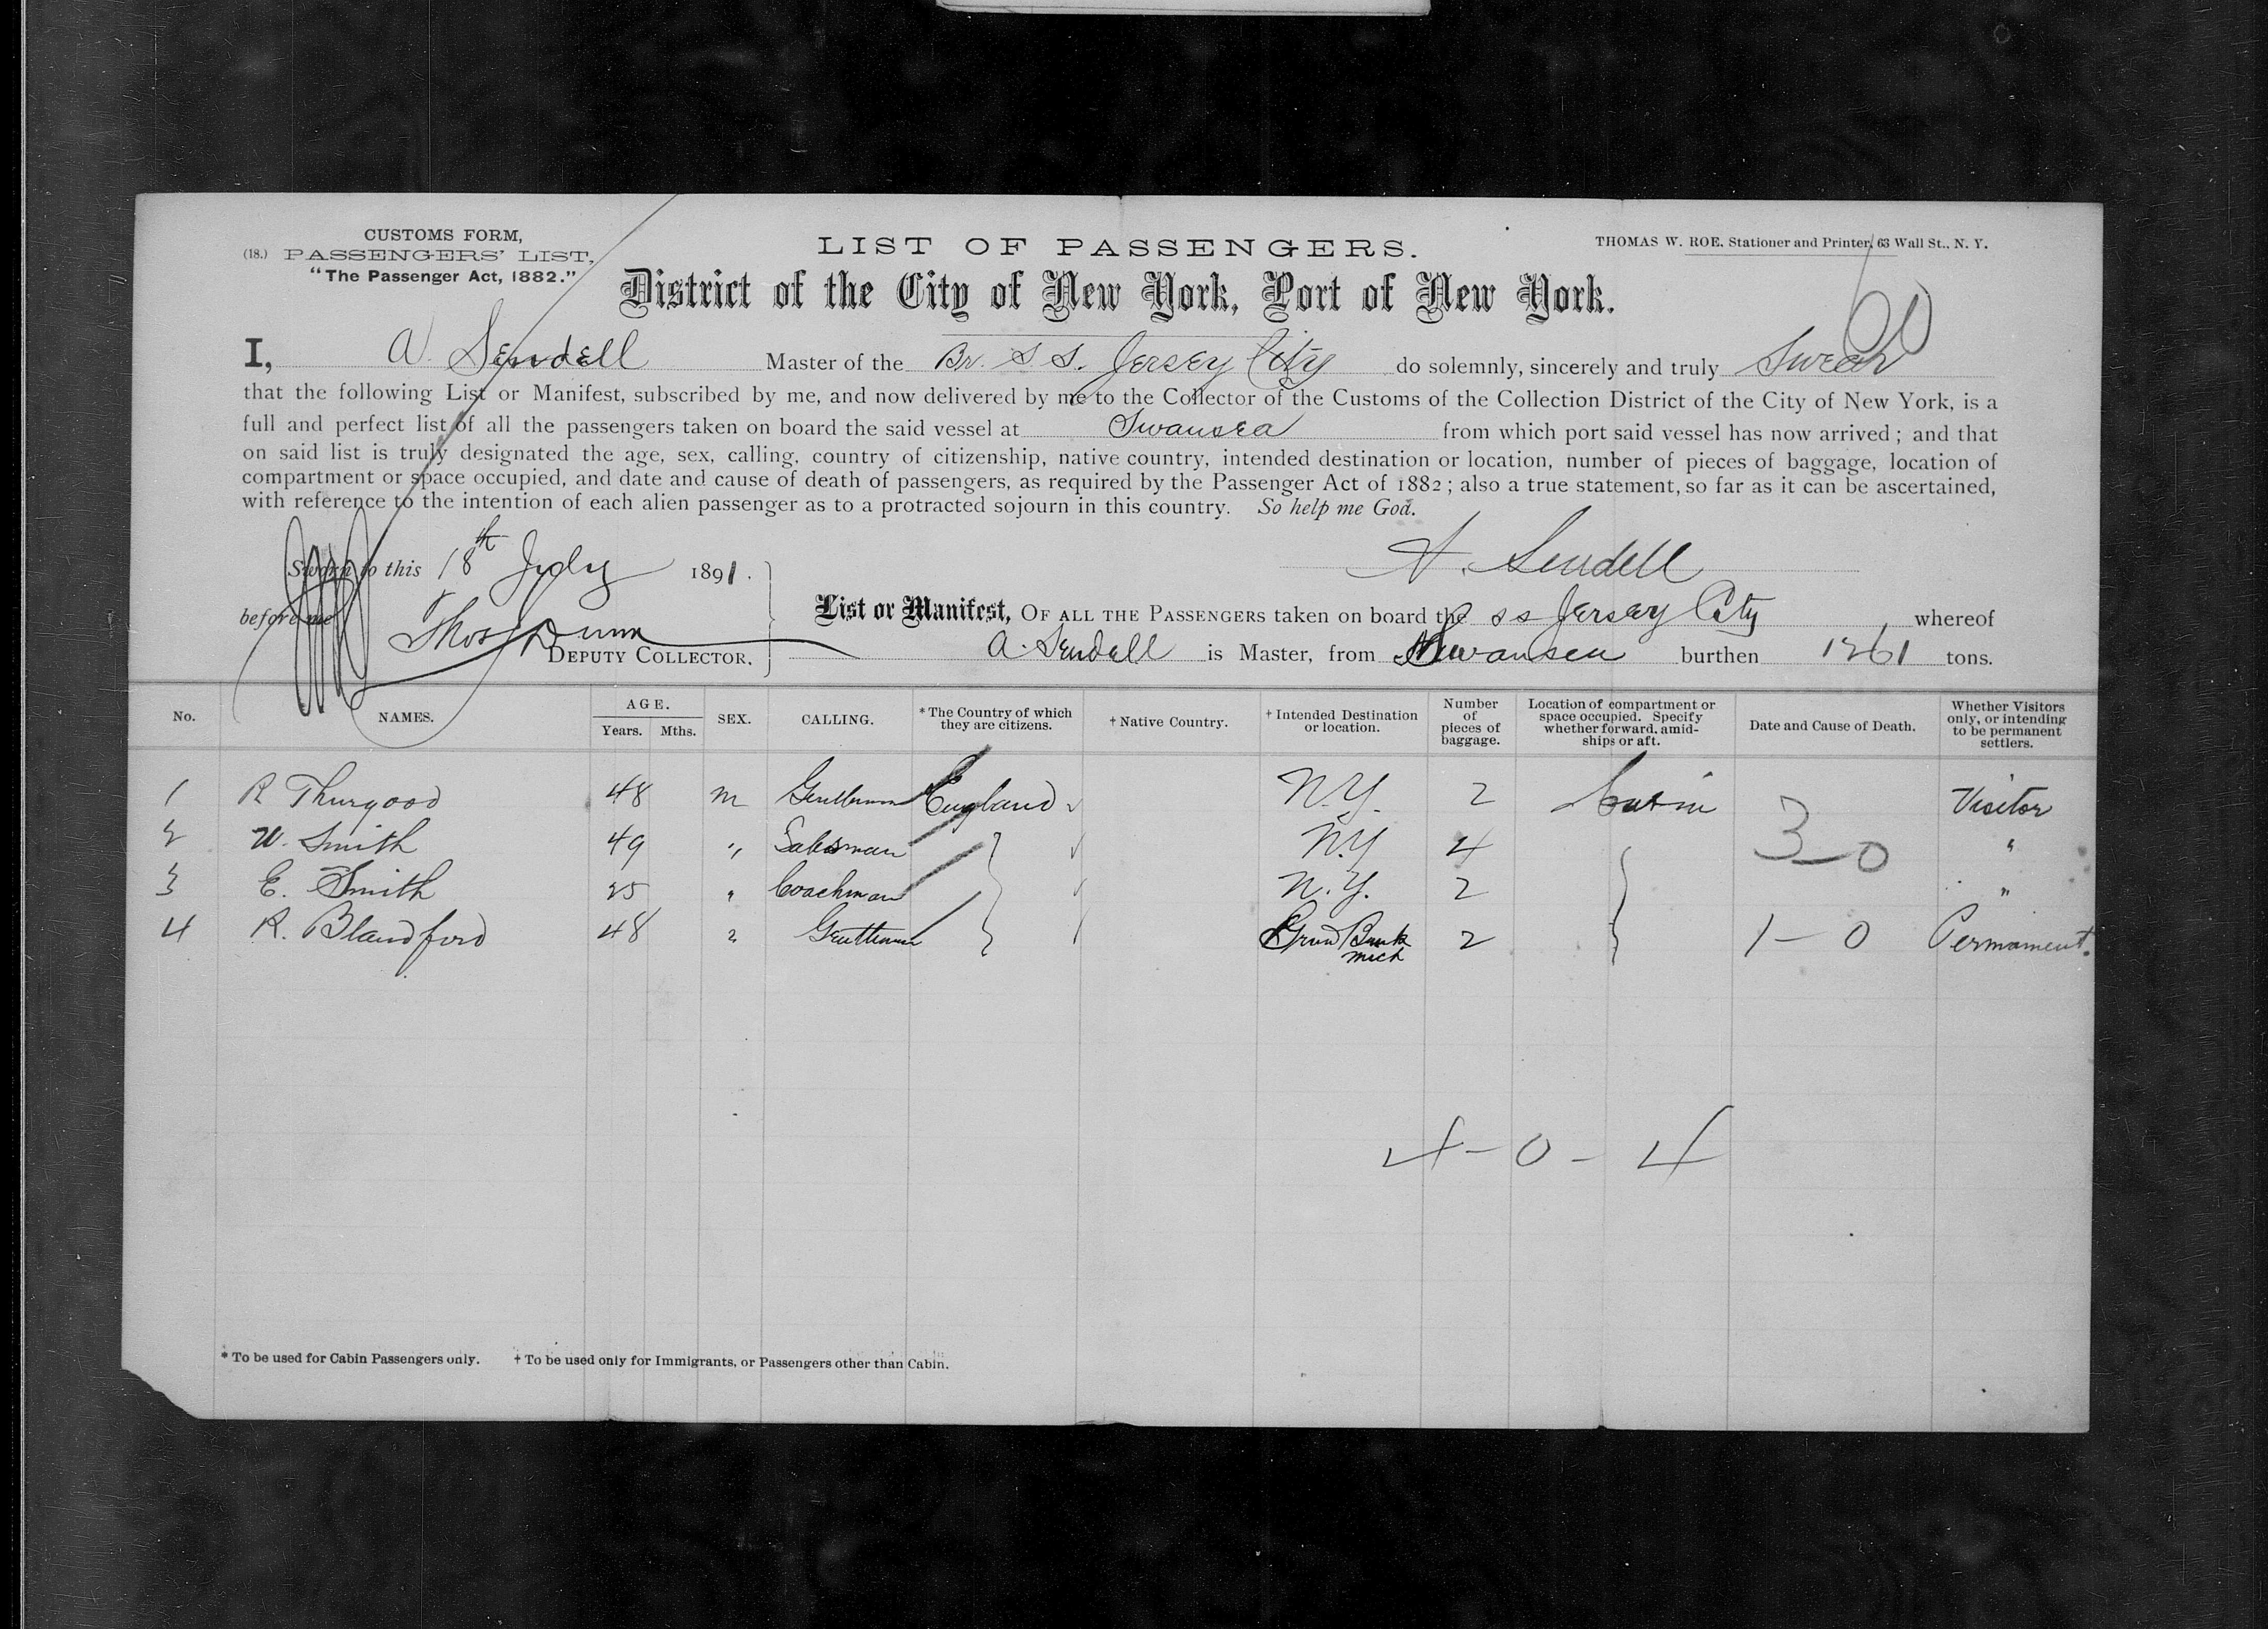 CUSTOMS FORM,
(18.) PASSENGERS' LIST,
"The Passenger Act, 1882."
LIST OF PASSENGERS.
THOMAS W. ROE, Stationer and Printer, 63 Wall St., N. Y.
District of the City of New York, Port of New York.
I, A. Sendell Master of the Br. S S. Jersey City do solemnly, sincerely and truly Swear
that the following List or Manifest, subscribed by me, and now delivered by me to the Collector of the Customs of the Collection District of the City of New York, is a
full and perfect list of all the passengers taken on board the said vessel at Swansea from which port said vessel has now arrived; and that
on said list is truly designated the age, sex, calling, country of citizenship, native country, intended destination or location, number of pieces of baggage, location of
compartment or space occupied, and date and cause of death of passengers, as required by the Passenger Act of 1882; also a true statement, so far as it can be ascertained,
with reference to the intention of each alien passenger as to a protracted sojourn in this country. So help me God.
Sworn to this 18th July 1891.
A. Sendell
before me
Thos Dunn
DEPUTY COLLECTOR.
List or Manifest, OF ALL THE PASSENGERS taken on board the S S Jersey City whereof
A. Sendell is Master, from Swansea burthen 1261 tons.
No. NAMES. AGE. Years. Mths. SEX. CALLING. * The Country of which they are citizens. † Native Country. † Intended Destination or location. Number of pieces of baggage. Location of compartment or space occupied. Specify whether forward, amidships or aft. Date and Cause of Death. Whether Visitors only, or intending to be permanent settlers.
1 R Thurgood 48 m Gentleman England N.Y. 2 Cabin Visitor
2 W. Smith 49 " Salesman N.Y 4 3-0 "
3 E. Smith 25 " Coachman N.Y. 2 "
4 R. Blandford 48 " Gentleman Mich 2 1-0 Permament.
4-0-4
* To be used for Cabin Passengers only. † To be used only for Immigrants, or Passengers other than Cabin.